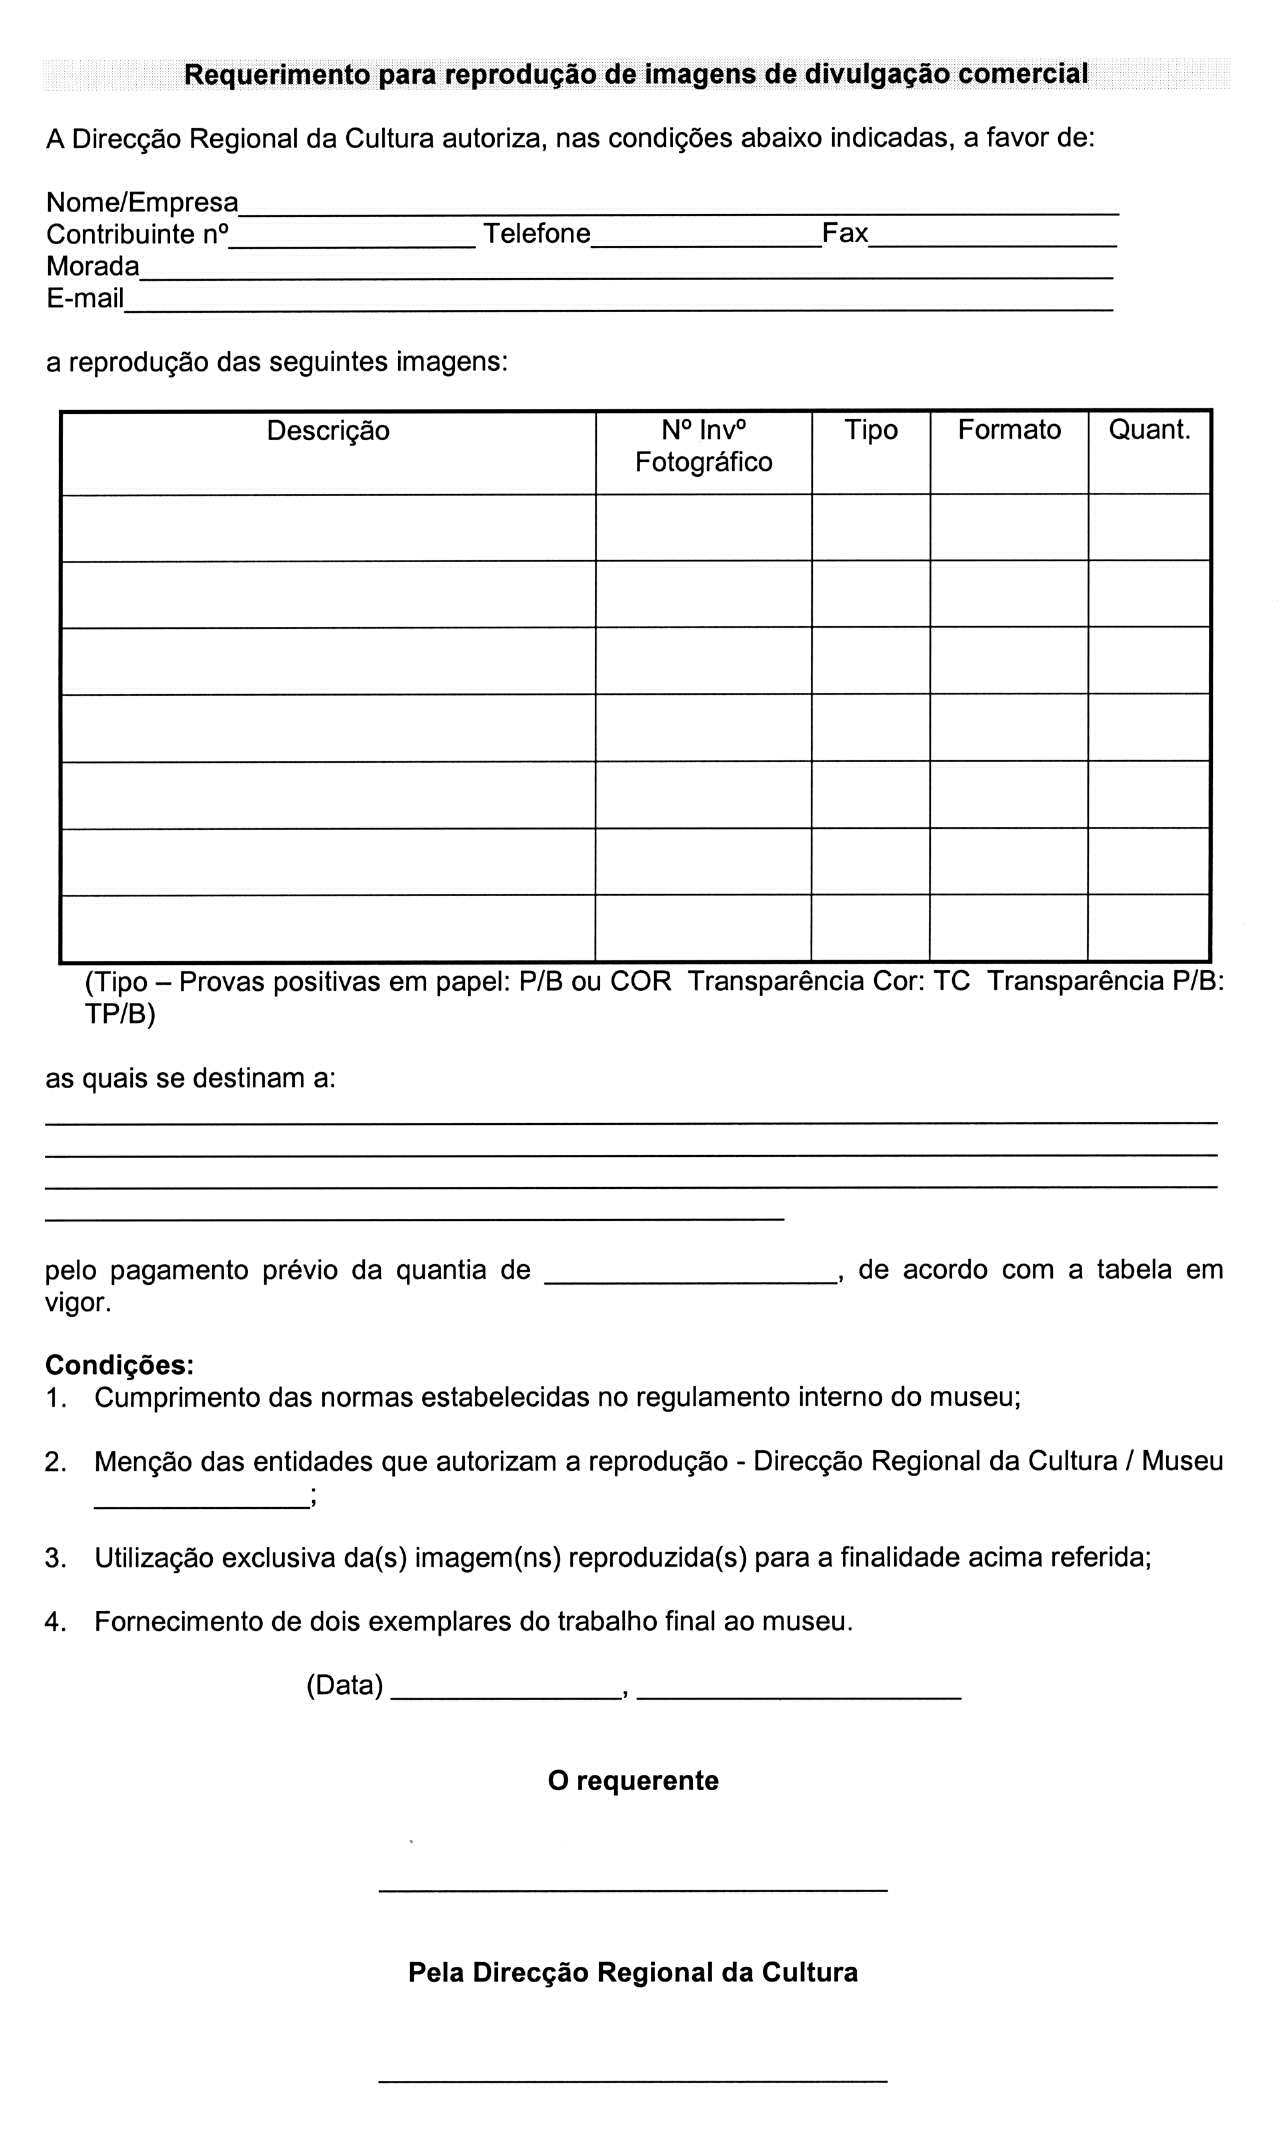 Requerimento para reprodução de imagens de divulgação comercial
A Direcção Regional da Cultura autoriza, nas condições abaixo indicadas, a favor de:
Nome/Empresa
Contribuinte nº Telefone Fax
Morada
E-mail
a reprodução das seguintes imagens:
Descrição Nº Invº Fotográfico Tipo Formato Quant.
(Tipo – Provas positivas em papel: P/B ou COR Transparência Cor: TC Transparência P/B:
TP/B)
as quais se destinam a:
pelo pagamento prévio da quantia de , de acordo com a tabela em
vigor.
Condições:
1. Cumprimento das normas estabelecidas no regulamento interno do museu;
2. Menção das entidades que autorizam a reprodução - Direcção Regional da Cultura / Museu
;
3. Utilização exclusiva da(s) imagem(ns) reproduzida(s) para a finalidade acima referida;
4. Fornecimento de dois exemplares do trabalho final ao museu.
(Data) ,
O requerente
Pela Direcção Regional da Cultura